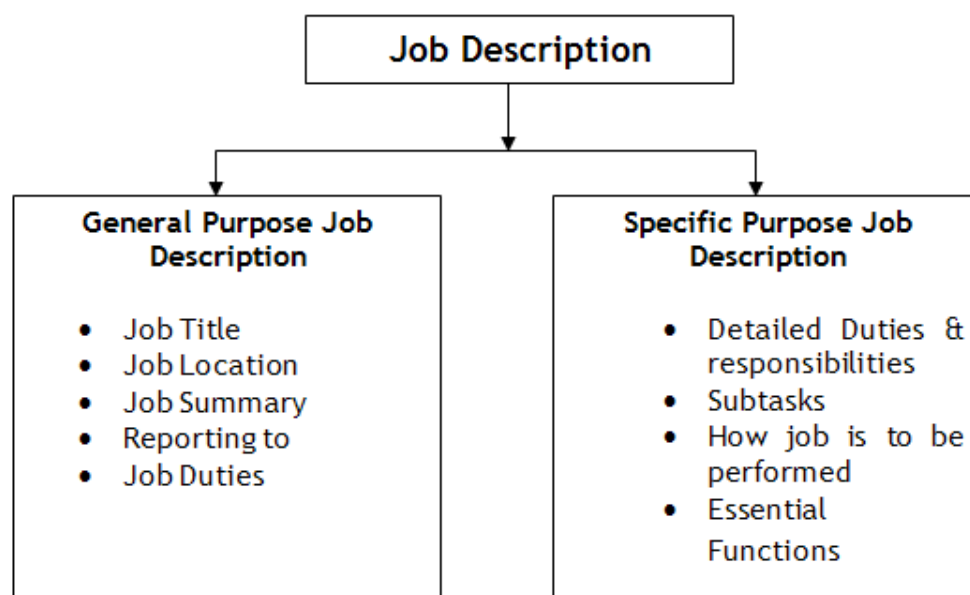 Job Description
General Purpose Job
Description
• Job Title
• Job Location
• Job Summary
• Reporting to
• Job Duties
Specific Purpose Job
Description
• Detailed Duties &
responsibilities
• Subtasks
• How job is to be
performed
• Essential
Functions